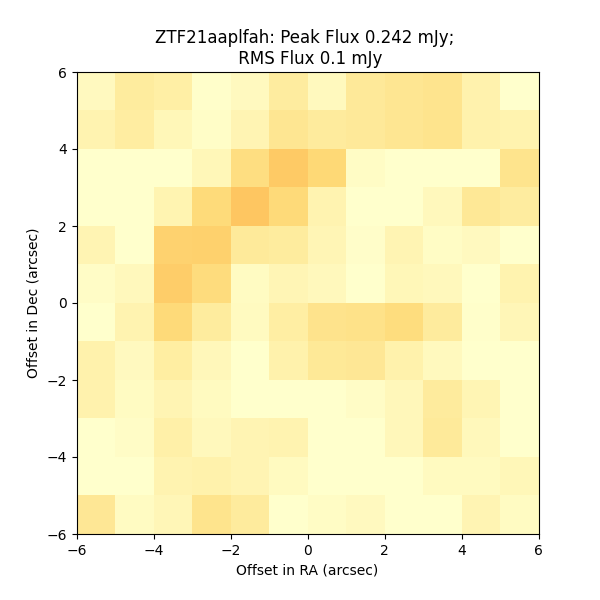 ZTF21aaplfah: Peak Flux 0.242 mJy;
RMS Flux 0.1 mJy
6
4
2
0
−2
−4
−6
Offset in Dec (arcsec)
−6 −4 −2 0 2 4 6
Offset in RA (arcsec)